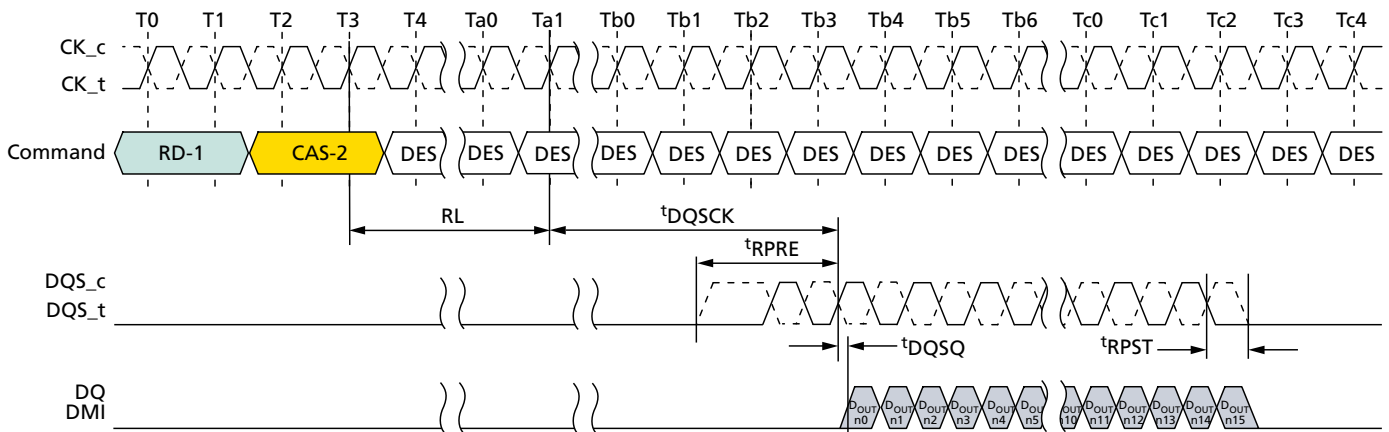 T0 T1 T2 T3 T4 Ta0 Ta1 Tb0 Tb1 Tb2 Tb3 Tb4 Tb5 Tb6 Tc0 Tc1 Tc2 Tc3 Tc4
CK_c
CK_t
Command RD-1 CAS-2 DES DES DES DES DES DES DES DES DES DES DES DES DES DES DES
RL tDQSCK
tRPRE
DQS_c
DQS_t
tDQSQ tRPST
DQ
DMI
DOUT n0 DOUT n1 DOUT n2 DOUT n3 DOUT n4 DOUT n5 DOUT n10 DOUT n11 DOUT n12 DOUT n13 DOUT n14 DOUT n15